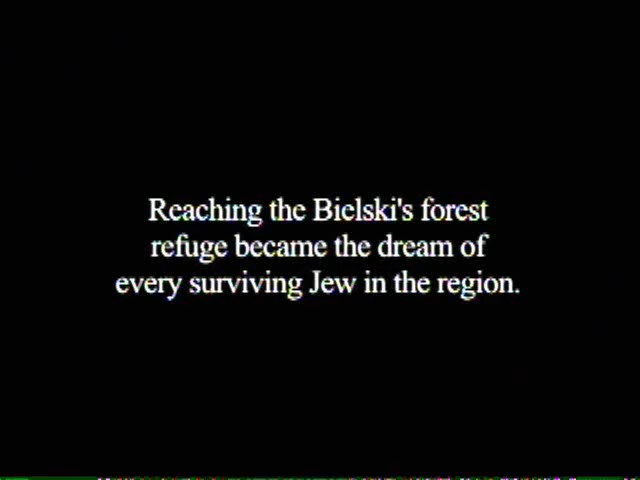 Reaching the Bielski's forest
refuge became the dream of
every surviving Jew in the region.